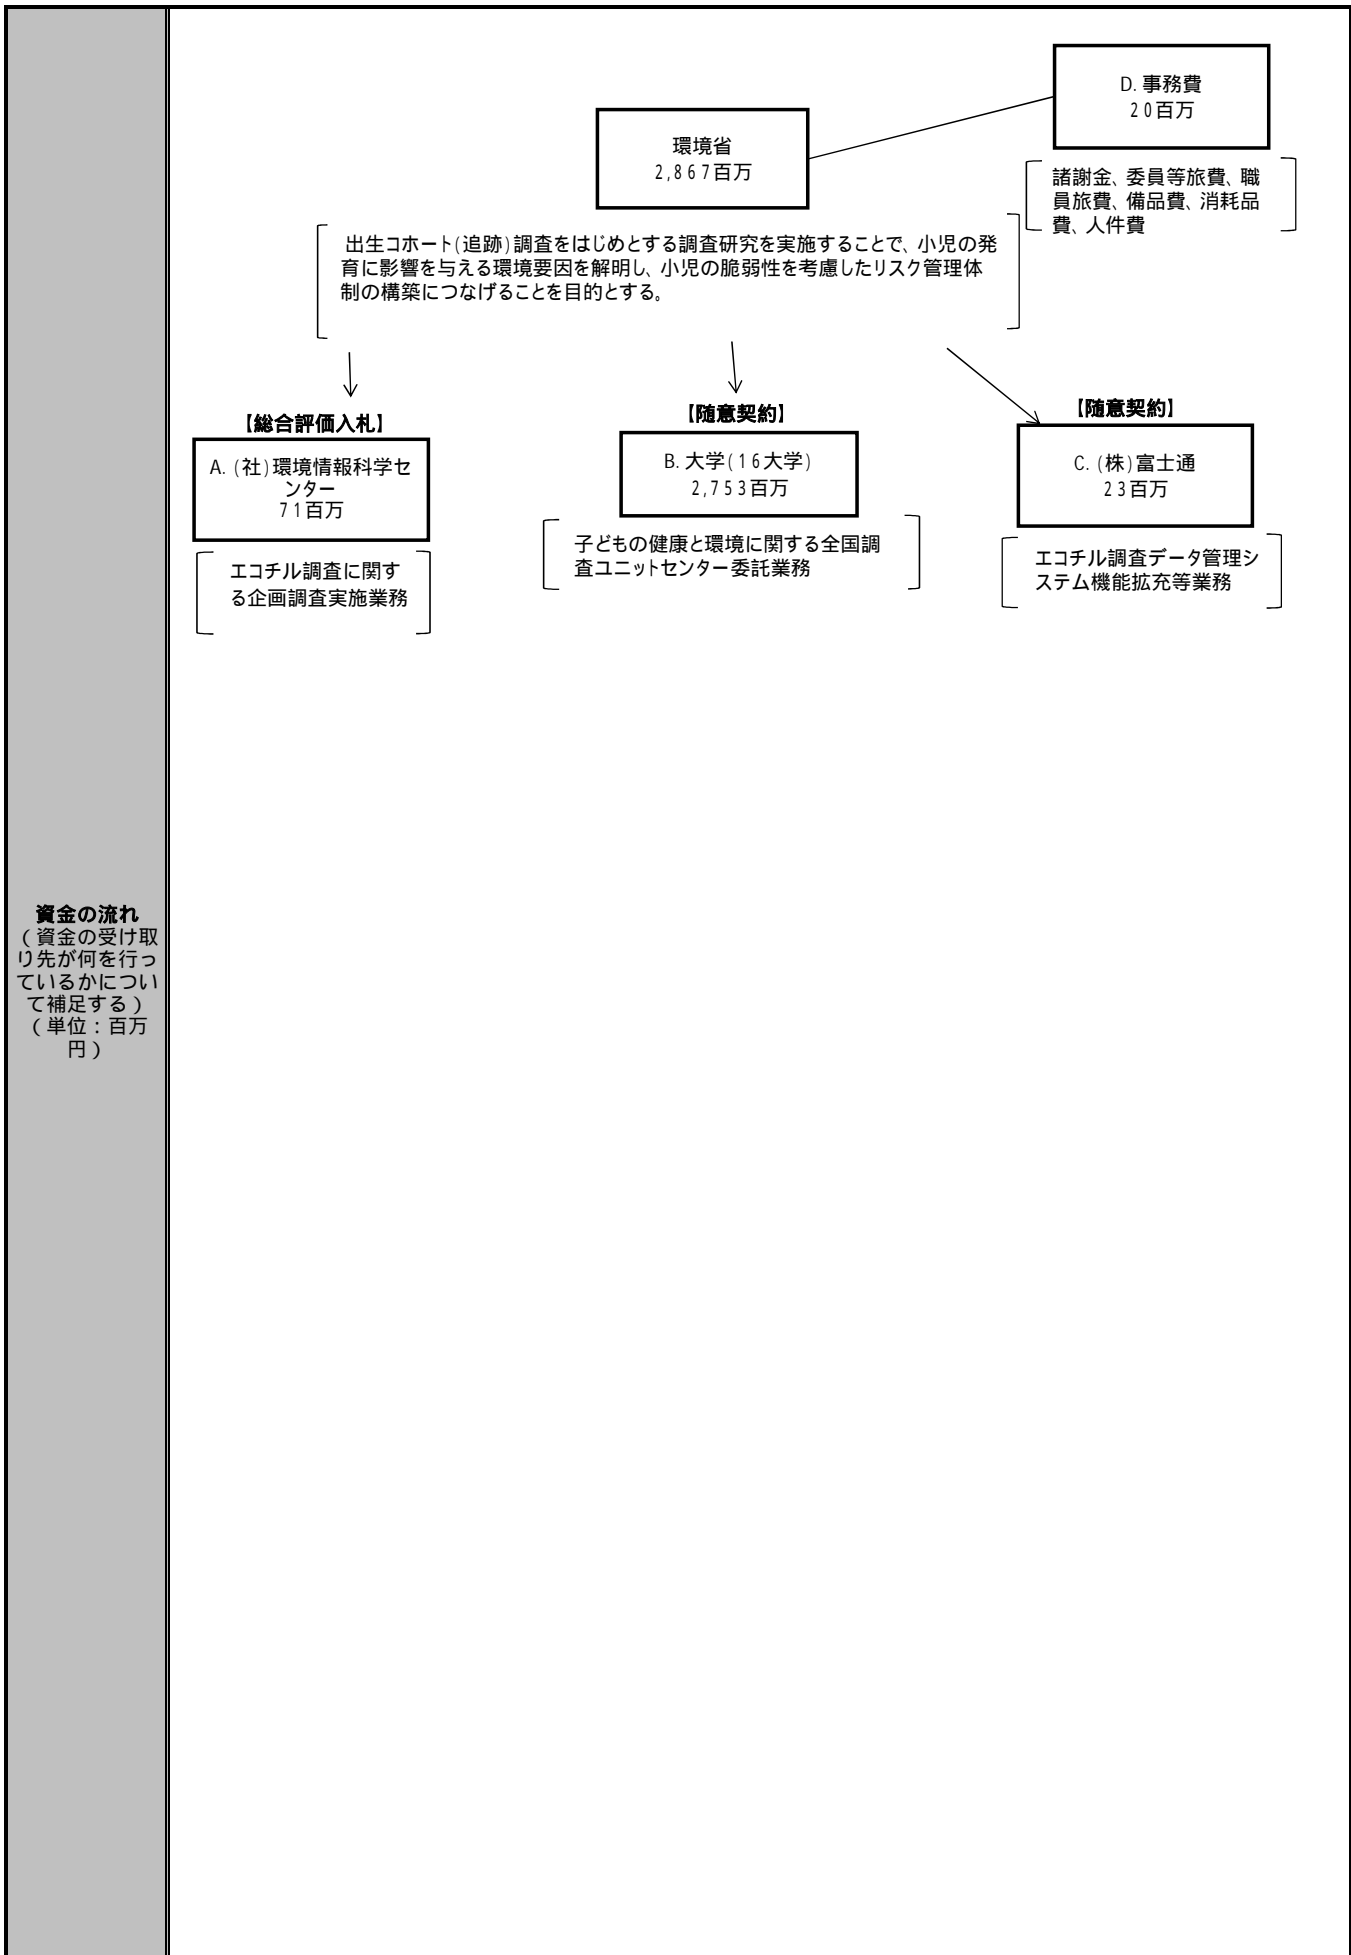 資金の流れ
(資金の受け取
り先が何を行っ
ているかについ
て補足する)
(単位:百万
円)
環境省
2,867百万
D. 事務費
20百万
諸謝金、委員等旅費、職
員旅費、備品費、消耗品
費、人件費
出生コホート(追跡)調査をはじめとする調査研究を実施することで、小児の発
育に影響を与える環境要因を解明し、小児の脆弱性を考慮したリスク管理体
制の構築につなげることを目的とする。
【総合評価入札】
A. (社)環境情報科学セ
ンター
71百万
エコチル調査に関す
る企画調査実施業務
【随意契約】
B. 大学(16大学)
2,753百万
子どもの健康と環境に関する全国調
査ユニットセンター委託業務
【随意契約】
C. (株)富士通
23百万
エコチル調査データ管理シ
ステム機能拡充等業務